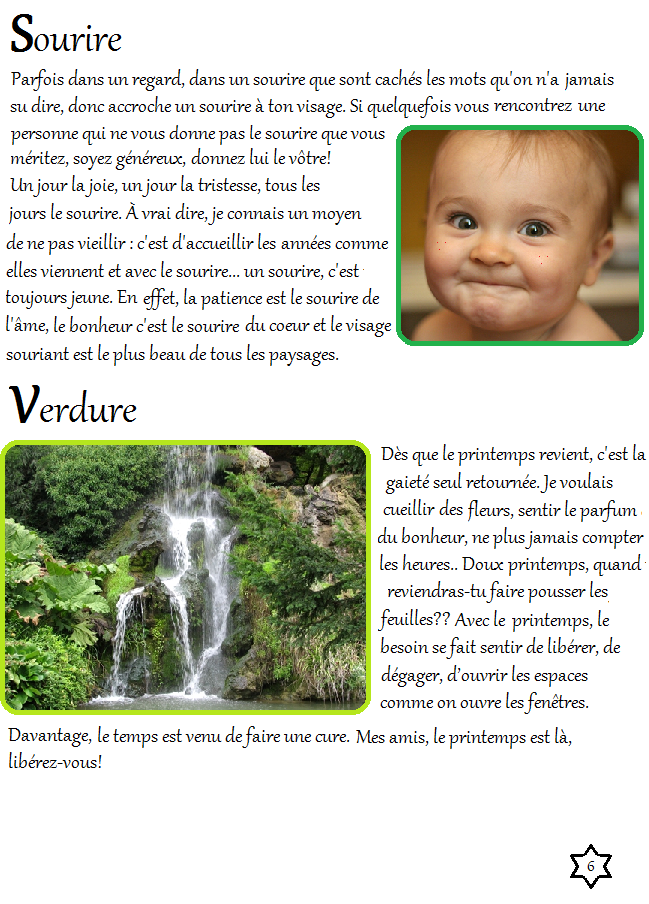 Sourire
Parfois dans un regard, dans un sourire que sont cachés les mots qu'on n'a jamais
su dire, donc accroche un sourire à ton visage. Si quelquefois vous rencontrez une
personne qui ne vous donne pas le sourire que vous
méritez, soyez généreux, donnez lui le vôtre!
Un jour la joie, un jour la tristesse, tous les
jours le sourire. À vrai dire, je connais un moyen
de ne pas vieillir : c'est d'accueillir les années comme
elles viennent et avec le sourire... un sourire, c'est
toujours jeune. En effet, la patience est le sourire de
l'âme, le bonheur c'est le sourire du coeur et le visage
souriant est le plus beau de tous les paysages.
Verdure
Dès que le printemps revient, c'est la
gaieté seul retournée. Je voulais
cueillir des fleurs, sentir le parfum
du bonheur, ne plus jamais compter
les heures.. Doux printemps, quand
reviendras-tu faire pousser les
feuilles?? Avec le printemps, le
besoin se fait sentir de libérer, de
dégager, d'ouvrir les espaces
comme on ouvre les fenêtres.
Davantage, le temps est venu de faire une cure. Mes amis, le printemps est là,
libérez-vous!
6